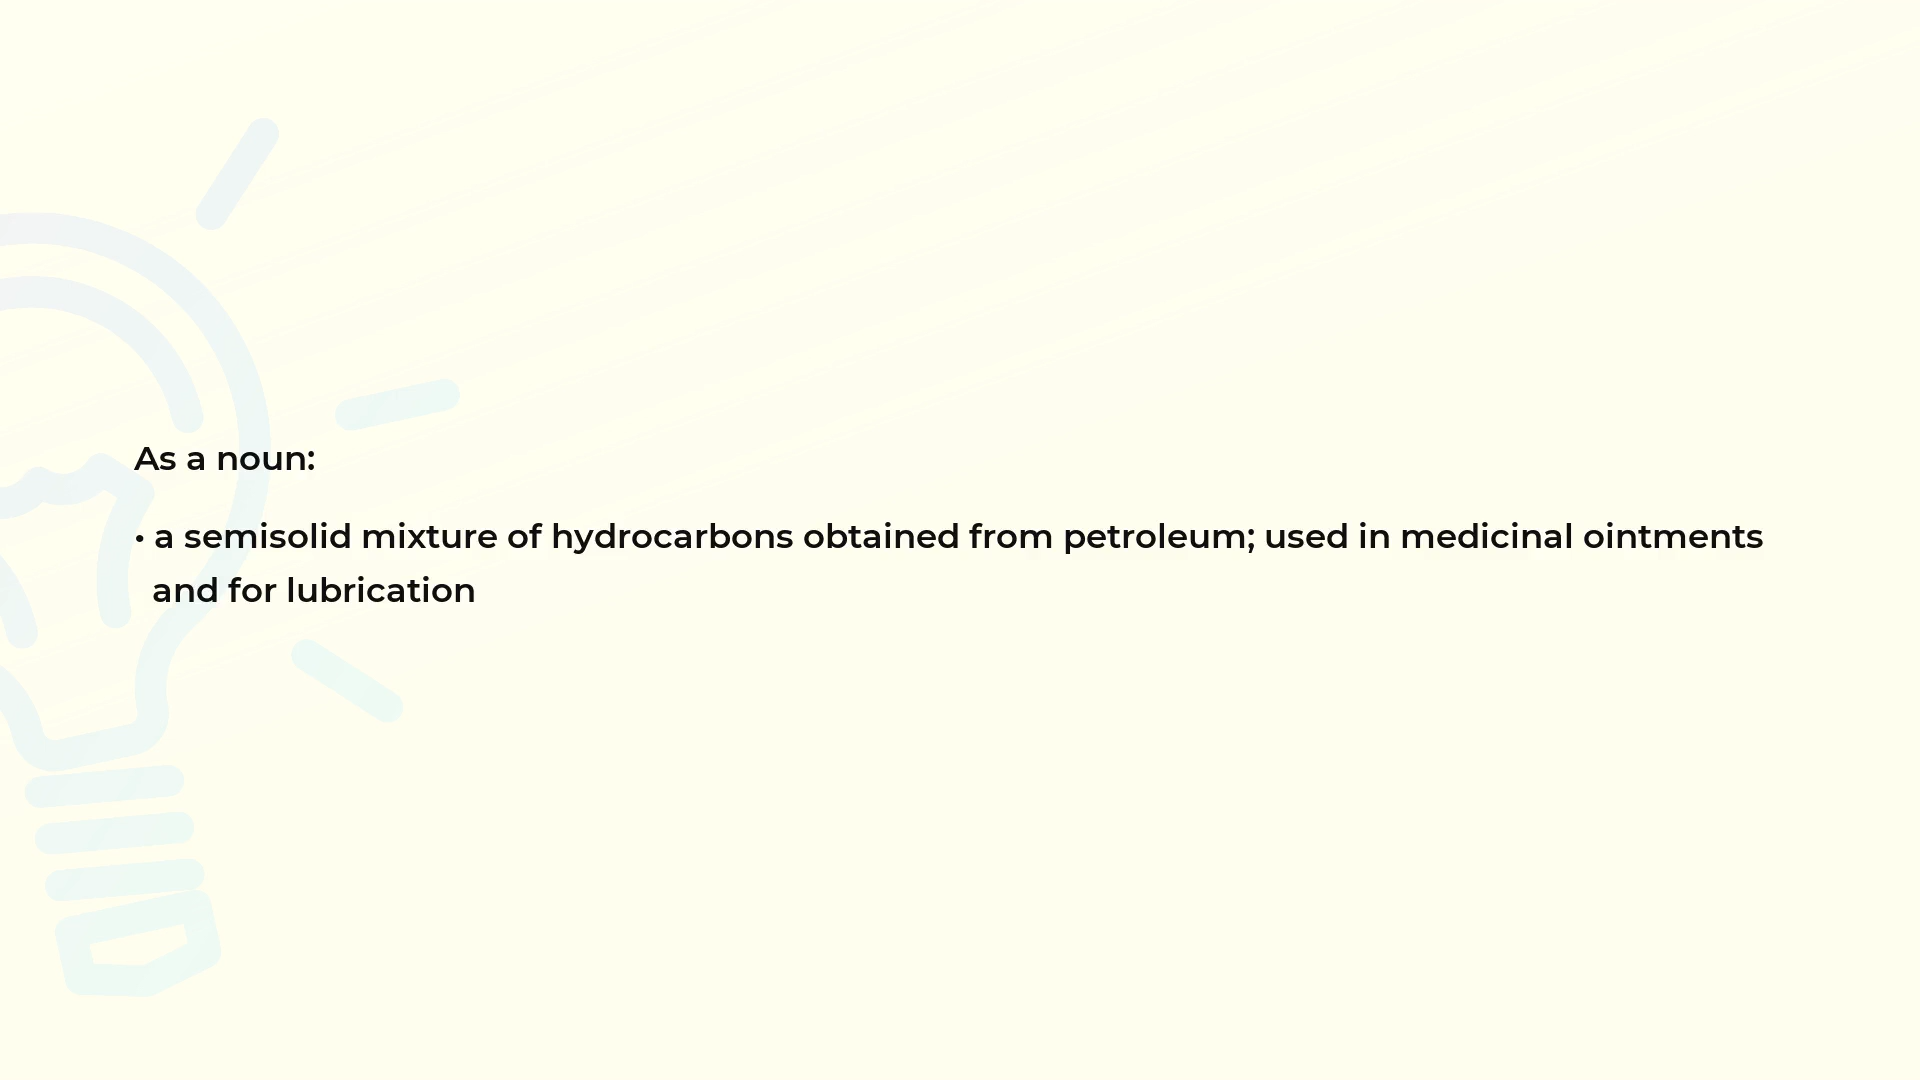 As a noun:
• a semisolid mixture of hydrocarbons obtained from petroleum; used in medicinal ointments
and for lubrication